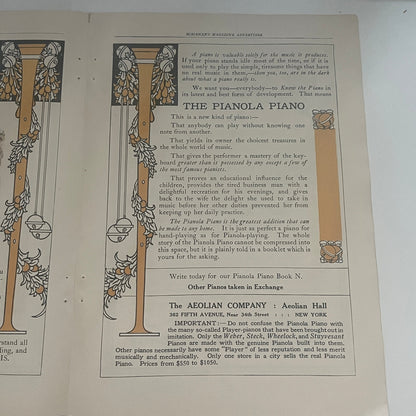 SCRIBNER'S MAGAZINE ADVERTISER
A piano is valuable solely for the music it produces.
If your piano stands idle most of the time, or if it is
used only to play the simple, tiresome things that have
no real music in them,—then you, too, are in the dark
about what a piano really is.
We want you—everybody—to Know the Piano in
its latest and best form of development. That means
THE PIANOLA PIANO
This is a new kind of piano:—
That anybody can play without knowing one
note from another.
That yields its owner the choicest treasures in
the whole world of music.
That gives the performer a mastery of the key-
board greater than is possessed by any except a few of
the most famous pianists.
That proves an educational influence for the
children, provides the tired business man with a
delightful recreation for his evenings, and gives
back to the wife the delight she used to take in
music before her other duties prevented her from
keeping up her daily practice.
The Pianola Piano is the greatest addition that can
be made to any home. It is just as perfect a piano for
hand-playing as for Pianola-playing. The whole
story of the Pianola Piano cannot be compressed into
this space, but it is plainly told in a booklet which is
yours for the asking.
Write today for our Pianola Piano Book N.
Other Pianos taken in Exchange
The AEOLIAN COMPANY : Aeolian Hall
362 FIFTH AVENUE, Near 34th Street : : : NEW YORK
IMPORTANT:—Do not confuse the Pianola Piano with
the many so-called Player-pianos that have been brought out in
imitation. Only the Weber, Steck, Wheelock, and Stuyvesant
Pianos are made with the genuine Pianola built into them.
Other pianos necessarily have some "Player" of less reputation and less merit
musically and mechanically. Only one store in a city sells the real Pianola
Piano. Prices from $550 to $1050.
rstand all
ding, and
IS.